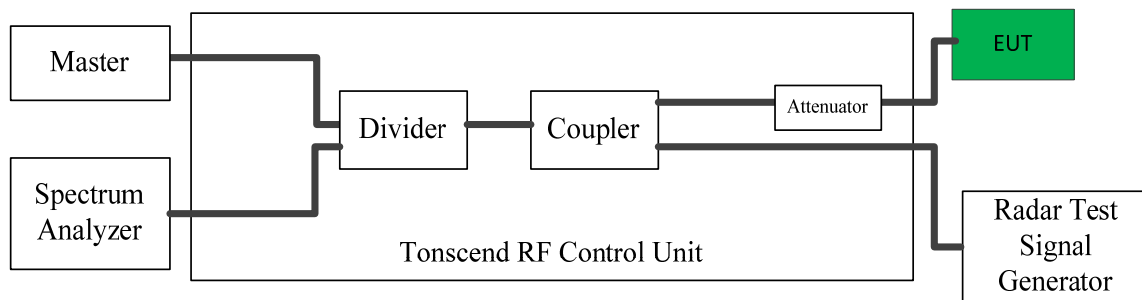 Master
EUT
Attenuator
Divider
Coupler
Spectrum
Analyzer
Radar Test
Signal
Generator
Tonscend RF Control Unit